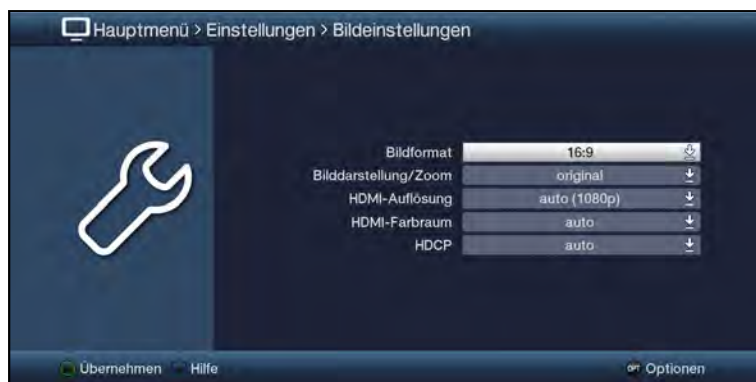 Hauptmenü > Einstellungen > Bildeinstellungen
Bildformat 16:9
Bilddarstellung/Zoom original
HDMI-Auflösung auto (1080p)
HDMI-Farbraum auto
HDCP auto
Übernehmen Hilfe OPT Optionen